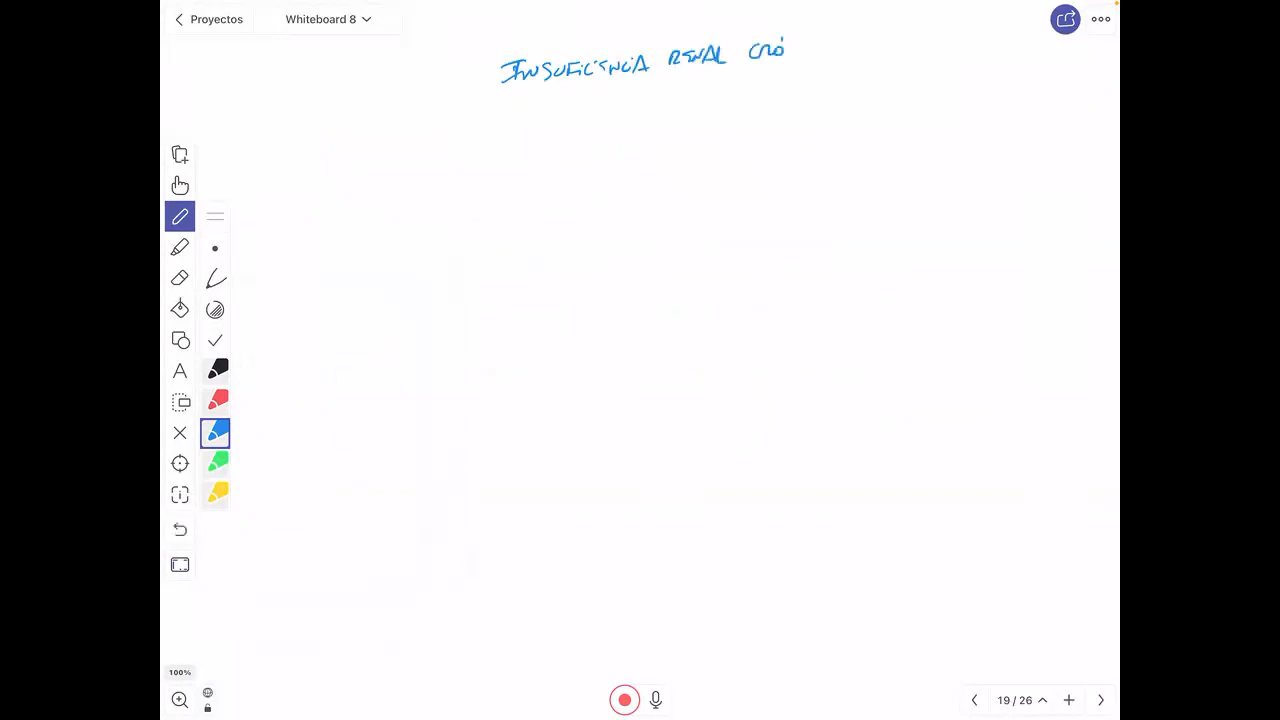 Proyectos
Whiteboard 8
INSUFICIENCIA RENAL CRÓ
A
100%
19 / 26